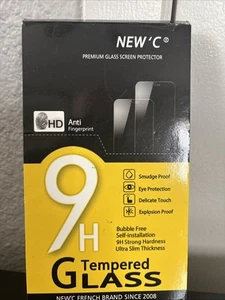 NEW'C®
PREMIUM GLASS SCREEN PROTECTOR
HD Anti
Fingerprint
Smudge Proof
Eye Protection
Delicate Touch
Explosion Proof
9H
Bubble Free
Self-installation
9H Strong Hardness
Ultra Slim Thickness
Tempered
GLASS
NEW'C FRENCH BRAND SINCE 2008